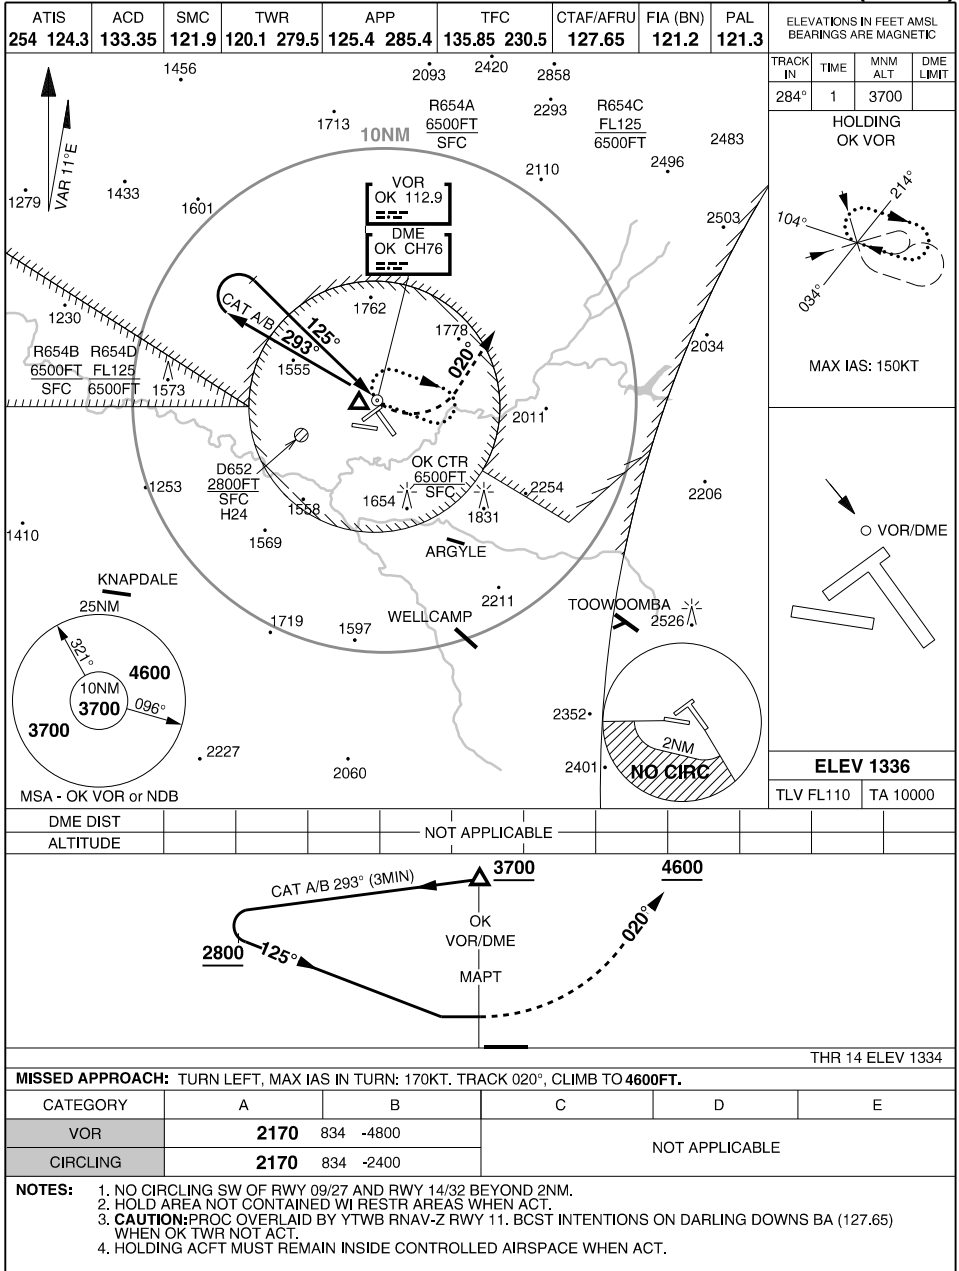 ATIS ACD SMC TWR APP TFC CTAF/AFRU FIA (BN) PAL
254 124.3 133.35 121.9 120.1 279.5 125.4 285.4 135.85 230.5 127.65 121.2 121.3
ELEVATIONS IN FEET AMSL
BEARINGS ARE MAGNETIC
TRACK IN TIME MNM ALT DME LIMIT
284° 1 3700
HOLDING
OK VOR
214°
104°
034°
MAX IAS: 150KT
VOR/DME
ELEV 1336
TLV FL110 TA 10000
VAR 11°E
1456
2093
2420
2858
1713
10NM
R654A
6500FT
SFC
2293
R654C
FL125
6500FT
2483
2496
2110
1279
1433
1601
2503
VOR
OK 112.9
DME
OK CH76
1230
1762
1778
2034
CAT A/B 293°
125°
020°
1555
R654B
6500FT
SFC
R654D
FL125
6500FT
1573
2011
D652
2800FT
SFC
H24
OK CTR
6500FT
SFC
1654
1831
2254
2206
1253
1558
1410
1569
ARGYLE
KNAPDALE
25NM
2211
TOOWOOMBA
2526
WELLCAMP
1719
1597
321°
4600
10NM
3700
096°
3700
MSA - OK VOR or NDB
2352
2227
2060
2401
2NM
NO CIRC
DME DIST
NOT APPLICABLE
ALTITUDE
CAT A/B 293° (3MIN)
3700
4600
OK
VOR/DME
020°
2800
125°
MAPT
THR 14 ELEV 1334
MISSED APPROACH: TURN LEFT, MAX IAS IN TURN: 170KT. TRACK 020°, CLIMB TO 4600FT.
CATEGORY A B C D E
VOR 2170 834 -4800
NOT APPLICABLE
CIRCLING 2170 834 -2400
NOTES: 1. NO CIRCLING SW OF RWY 09/27 AND RWY 14/32 BEYOND 2NM.
2. HOLD AREA NOT CONTAINED WI RESTR AREAS WHEN ACT.
3. CAUTION: PROC OVERLAID BY YTWB RNAV-Z RWY 11. BCST INTENTIONS ON DARLING DOWNS BA (127.65)
WHEN OK TWR NOT ACT.
4. HOLDING ACFT MUST REMAIN INSIDE CONTROLLED AIRSPACE WHEN ACT.